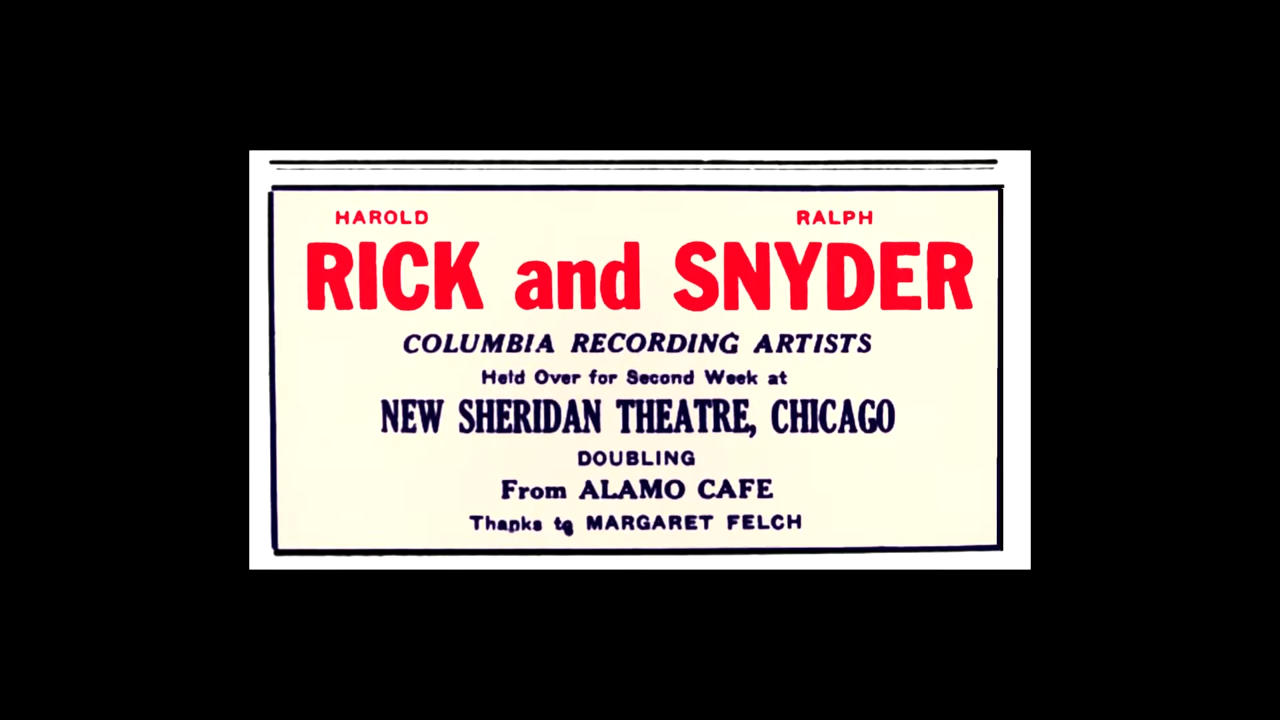 HAROLD RALPH
RICK and SNYDER
COLUMBIA RECORDING ARTISTS
Held Over for Second Week at
NEW SHERIDAN THEATRE, CHICAGO
DOUBLING
From ALAMO CAFE
Thanks to MARGARET FELCH